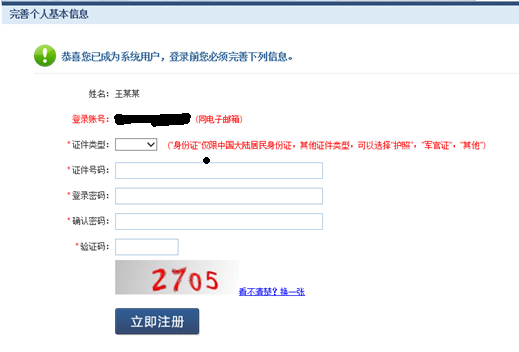 完善个人基本信息
恭喜您已成为系统用户，登录前您必须完善下列信息。
姓名： 王某某
登录账号： (同电子邮箱)
*证件类型： ("身份证"仅限中国大陆居民身份证，其他证件类型，可以选择"护照"，"军官证"，"其他")
*证件号码：
*登录密码：
*确认密码：
*验证码：
2705 看不清楚? 换一张
立即注册